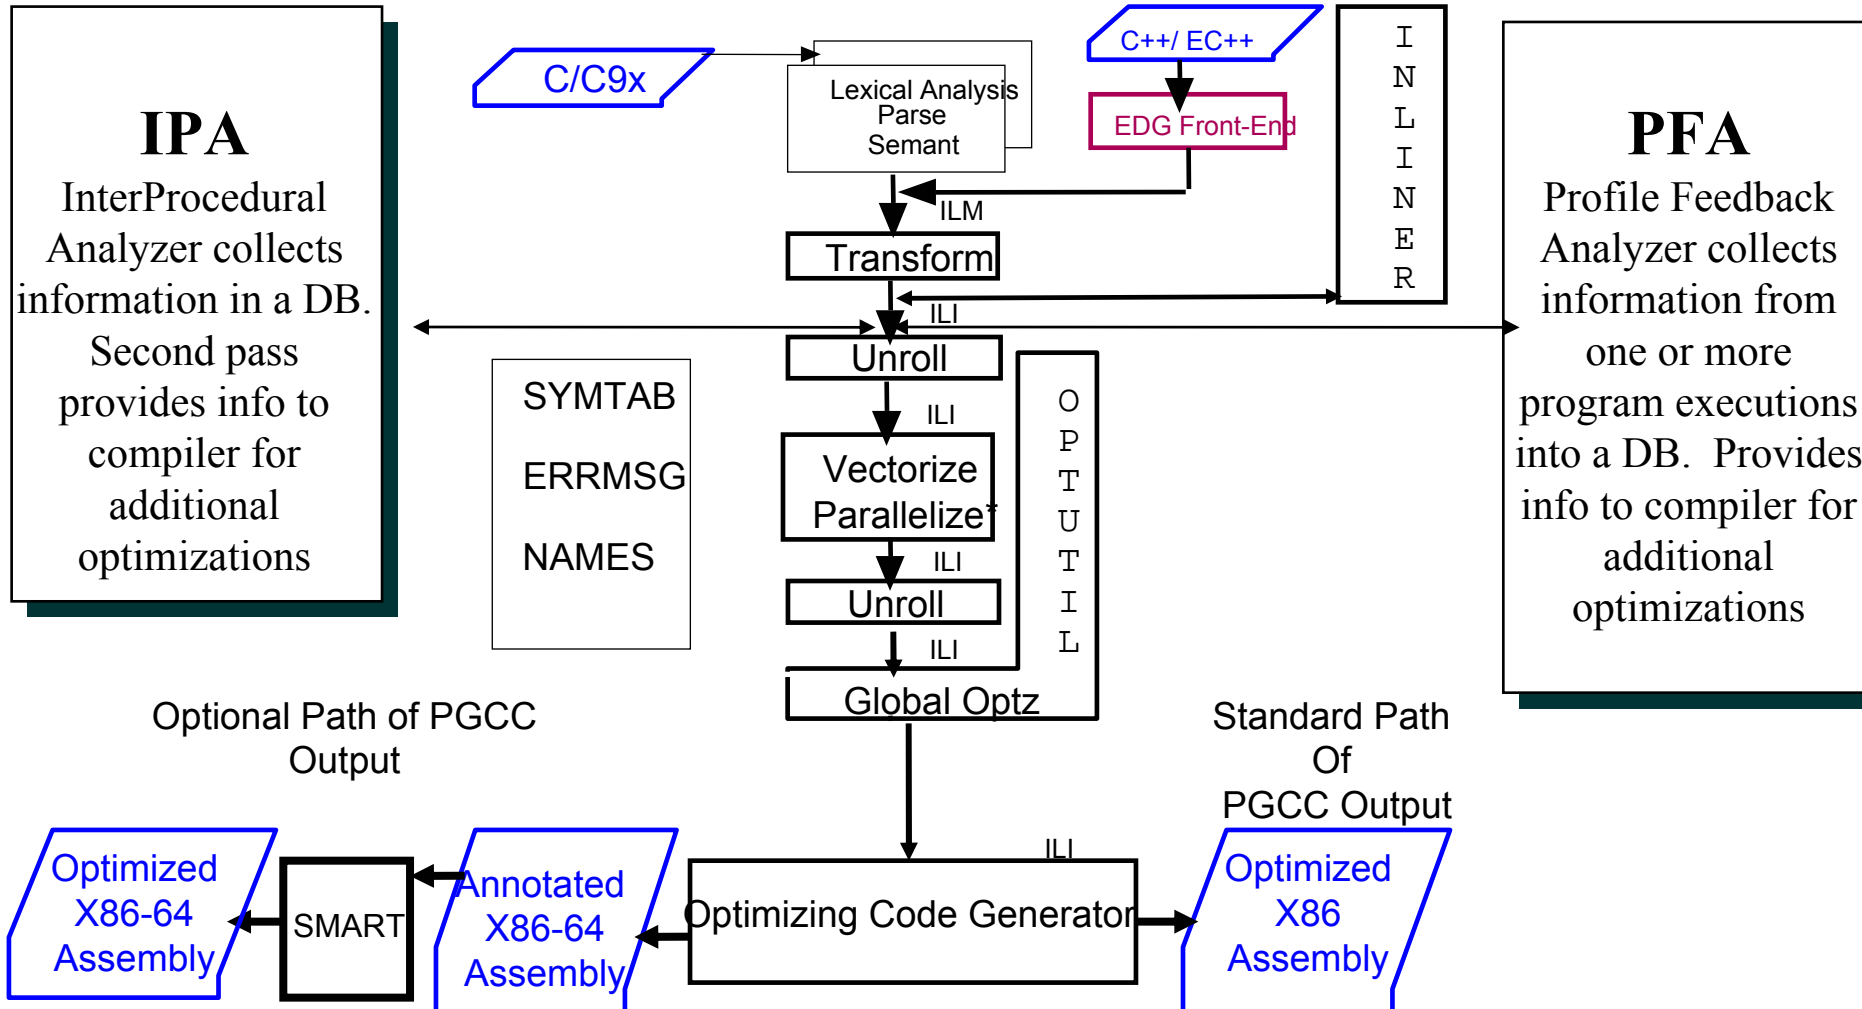 IPA
InterProcedural
Analyzer collects
information in a DB.
Second pass
provides info to
compiler for
additional
optimizations
C/C9x
Lexical Analysis
Parse
Semant
C++/ EC++
EDG Front-End
INLINER
ILM
Transform
ILI
Unroll
ILI
Vectorize
Parallelize*
ILI
Unroll
ILI
Global Optz
OPTUTIL
SYMTAB
ERRMSG
NAMES
PFA
Profile Feedback
Analyzer collects
information from
one or more
program executions
into a DB.  Provides
info to compiler for
additional
optimizations
Optional Path of PGCC
Output
Standard Path
Of
PGCC Output
Optimized
X86-64
Assembly
SMART
Annotated
X86-64
Assembly
ILI
Optimizing Code Generator
Optimized
X86
Assembly